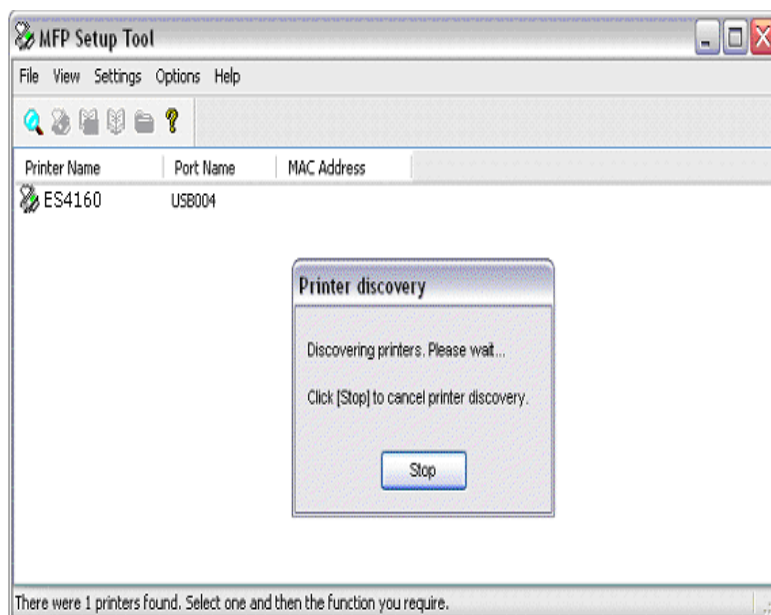 MFP Setup Tool
File View Settings Options Help
Printer Name Port Name MAC Address
ES4160 USB004
Printer discovery
Discovering printers. Please wait...
Click [Stop] to cancel printer discovery.
Stop
There were 1 printers found. Select one and then the function you require.